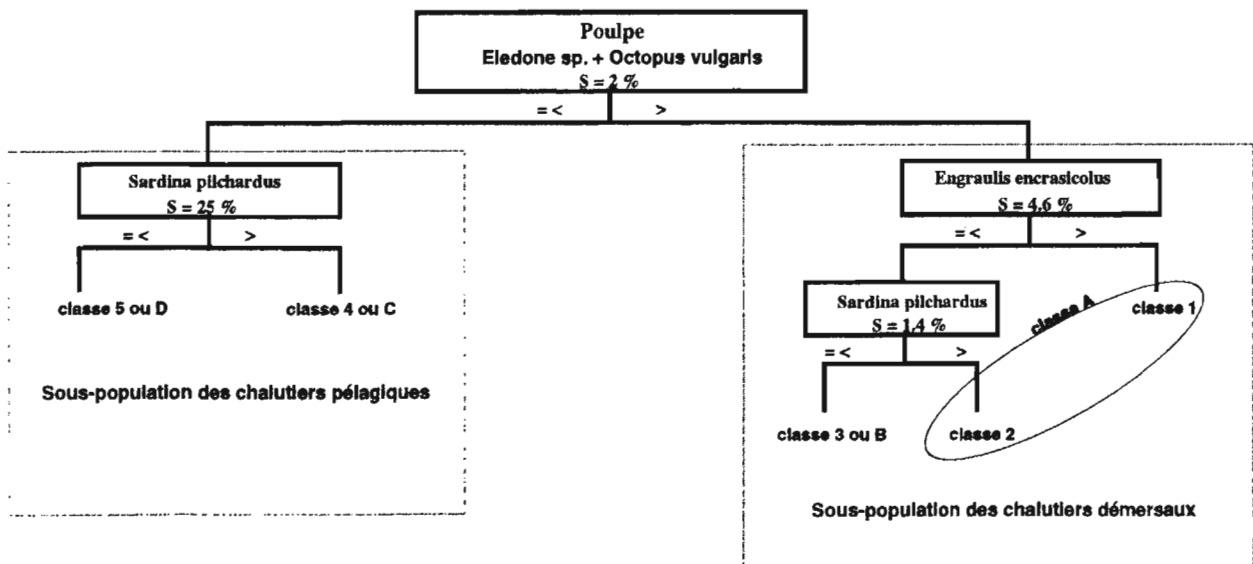 Poulpe
Eledone sp. + Octopus vulgaris
S = 2 %
= < >
Sardina pilchardus
S = 25 %
= < >
classe 5 ou D classe 4 ou C
Sous-population des chalutiers pélagiques
Engraulis encrasicolus
S = 4,6 %
= < >
Sardina pilchardus
S = 1,4 %
= < >
classe A
classe 1
classe 3 ou B classe 2
Sous-population des chalutiers démersaux